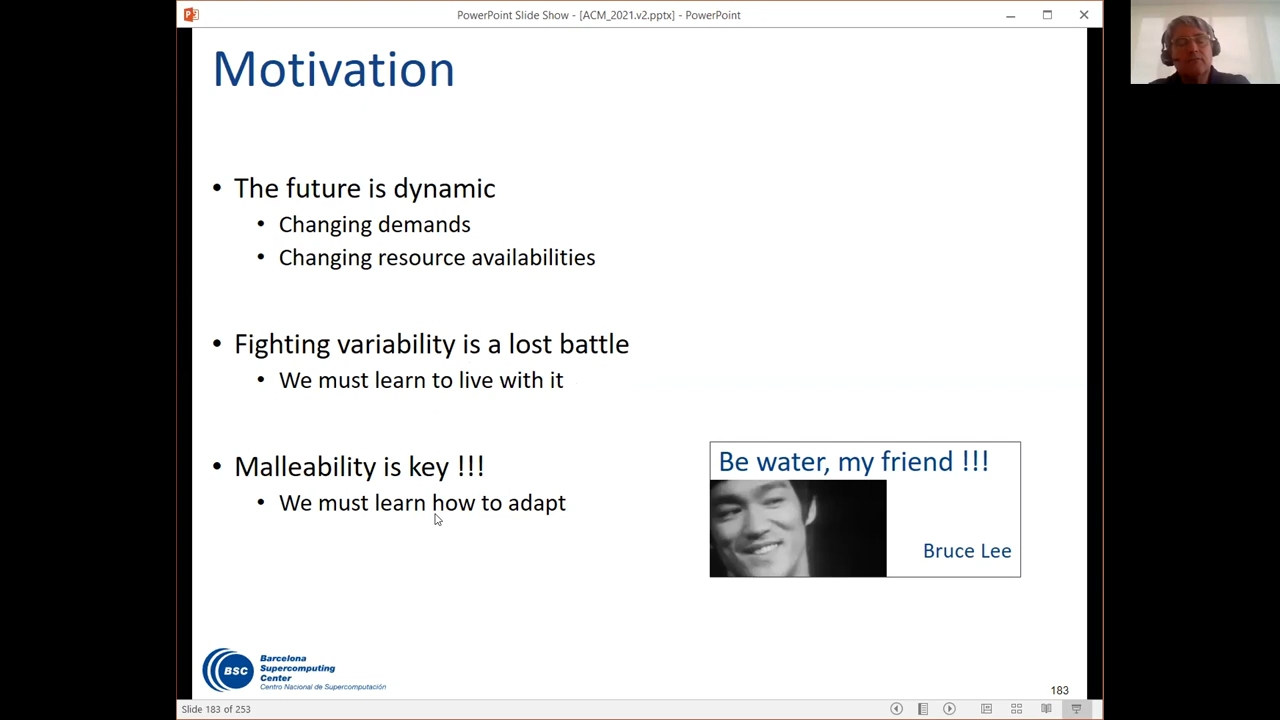 PowerPoint Slide Show - [ACM_2021.v2.pptx] - PowerPoint
Motivation
• The future is dynamic
• Changing demands
• Changing resource availabilities
• Fighting variability is a lost battle
• We must learn to live with it
• Malleability is key !!!
• We must learn how to adapt
Be water, my friend !!!
Bruce Lee
BSC
Barcelona
Supercomputing
Center
Centro Nacional de Supercomputación
183
Slide 183 of 253